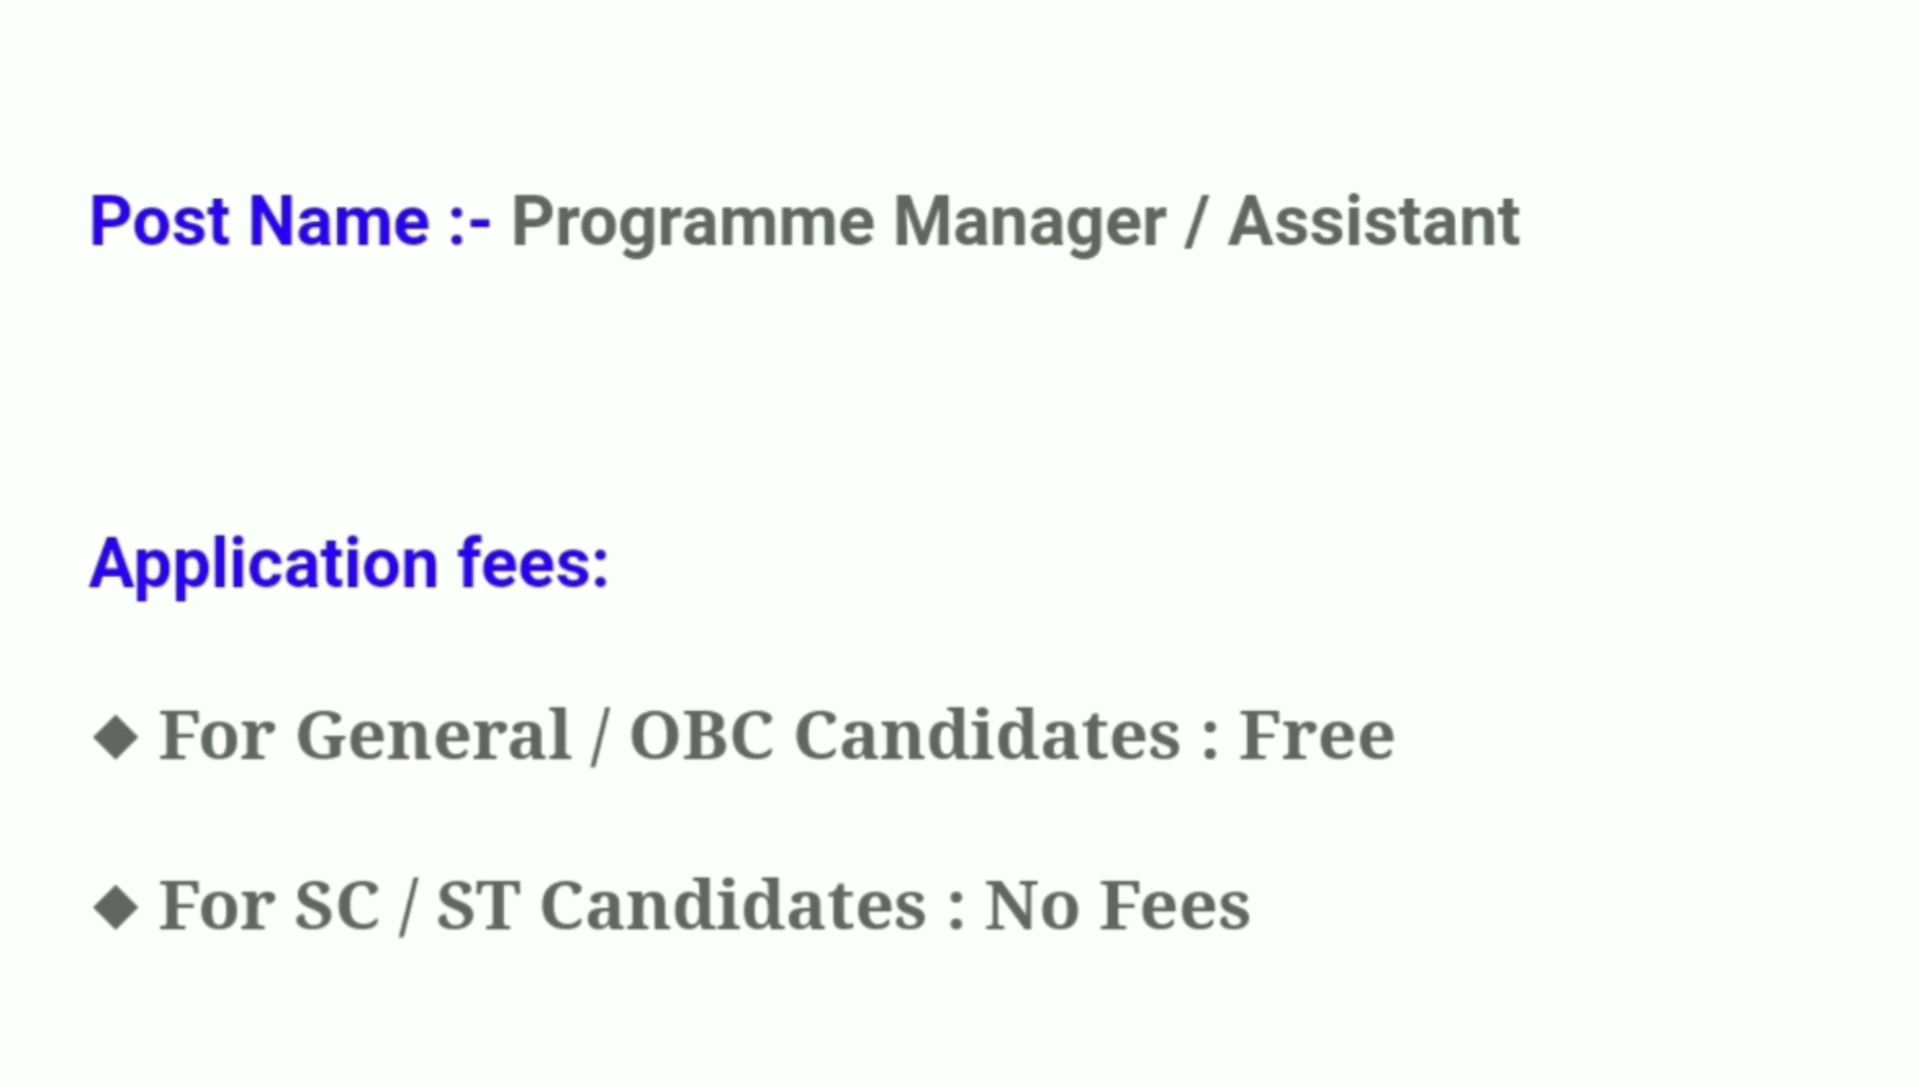 Post Name :- Programme Manager / Assistant
Application fees:
◆ For General / OBC Candidates : Free
◆ For SC / ST Candidates : No Fees